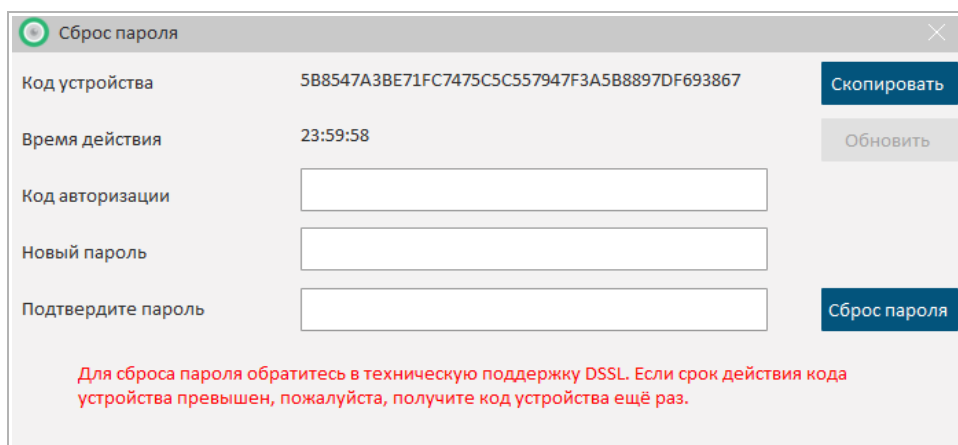 Сброс пароля
Код устройства 5B8547A3BE71FC7475C5C557947F3A5B8897DF693867 Скопировать
Время действия 23:59:58 Обновить
Код авторизации
Новый пароль
Подтвердите пароль Сброс пароля
Для сброса пароля обратитесь в техническую поддержку DSSL. Если срок действия кода
устройства превышен, пожалуйста, получите код устройства ещё раз.